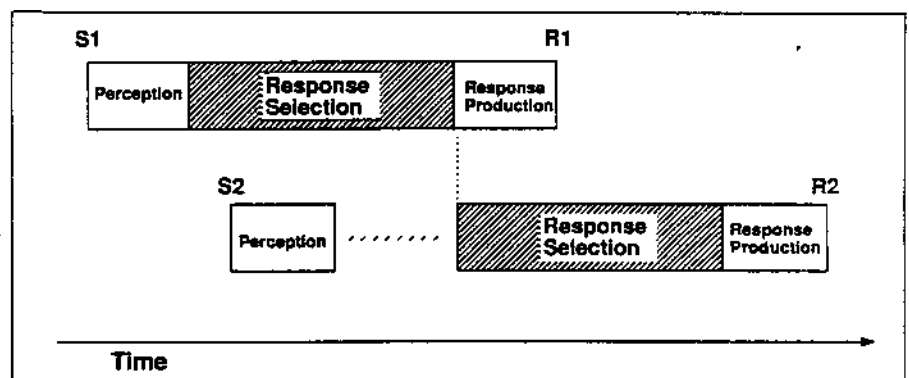 S1 R1
Perception
Response
Selection
Response
Production
S2 R2
Perception
Response
Selection
Response
Production
Time